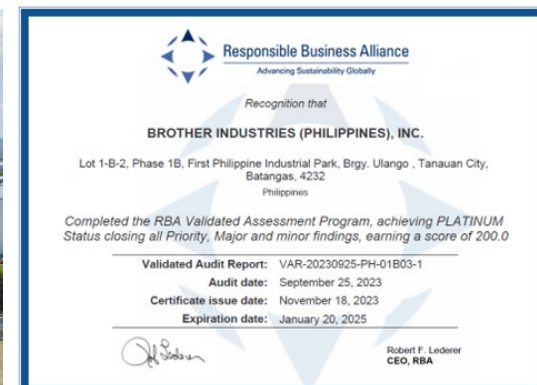 Responsible Business Alliance
Advancing Sustainability Globally
Recognition that
BROTHER INDUSTRIES (PHILIPPINES), INC.
Lot 1-B-2, Phase 1B, First Philippine Industrial Park, Brgy. Ulango , Tanauan City,
Batangas, 4232
Philippines
Completed the RBA Validated Assessment Program, achieving PLATINUM
Status closing all Priority, Major and minor findings, earning a score of 200.0
Validated Audit Report: VAR-20230925-PH-01B03-1
Audit date: September 25, 2023
Certificate issue date: November 18, 2023
Expiration date: January 20, 2025
Robert F. Lederer
CEO, RBA